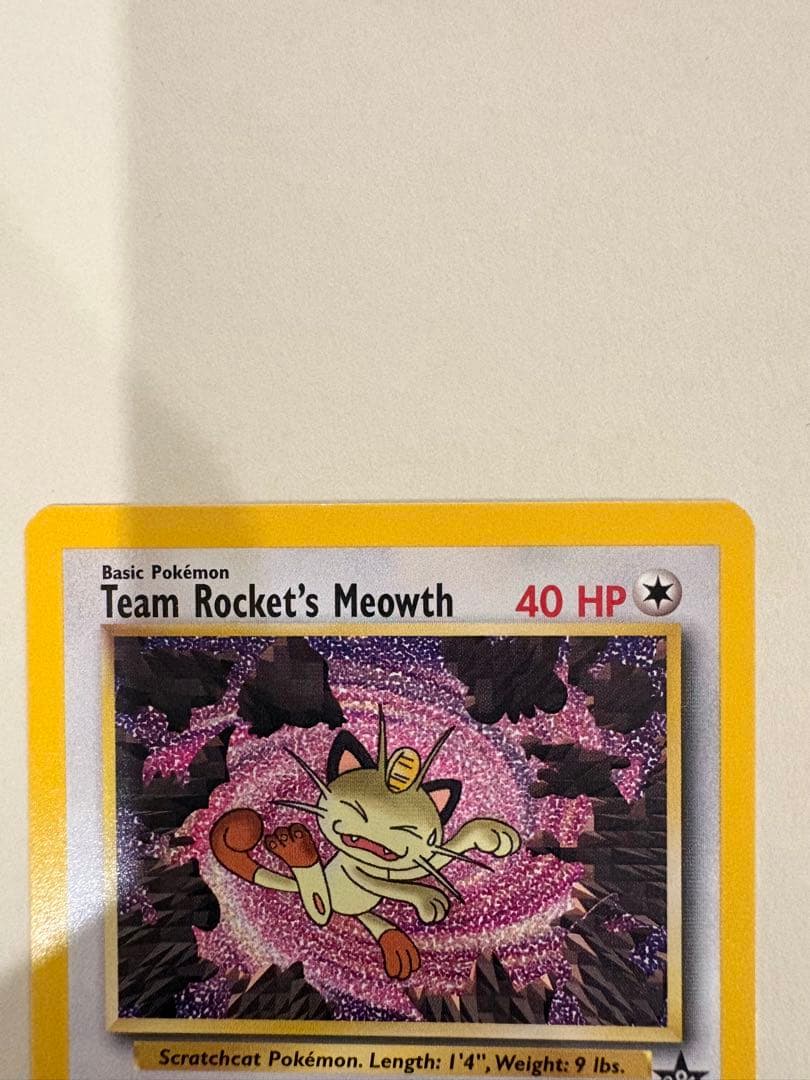 Basic Pokémon
Team Rocket's Meowth 40 HP
Scratchcat Pokémon. Length: 1'4", Weight: 9 lbs.